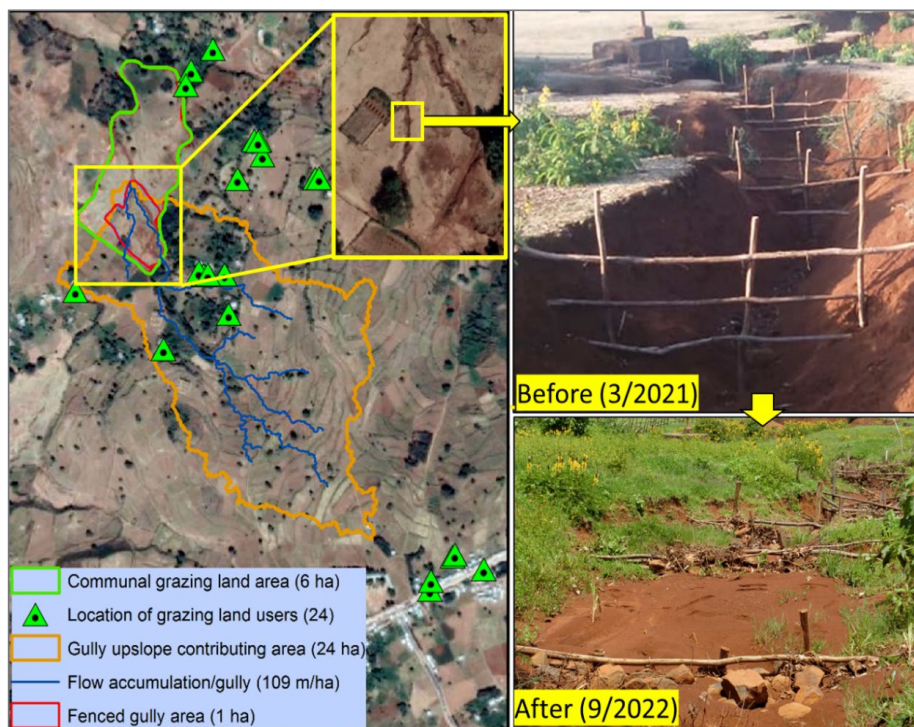 Before (3/2021)
After (9/2022)
Communal grazing land area (6 ha)
Location of grazing land users (24)
Gully upslope contributing area (24 ha)
Flow accumulation/gully (109 m/ha)
Fenced gully area (1 ha)